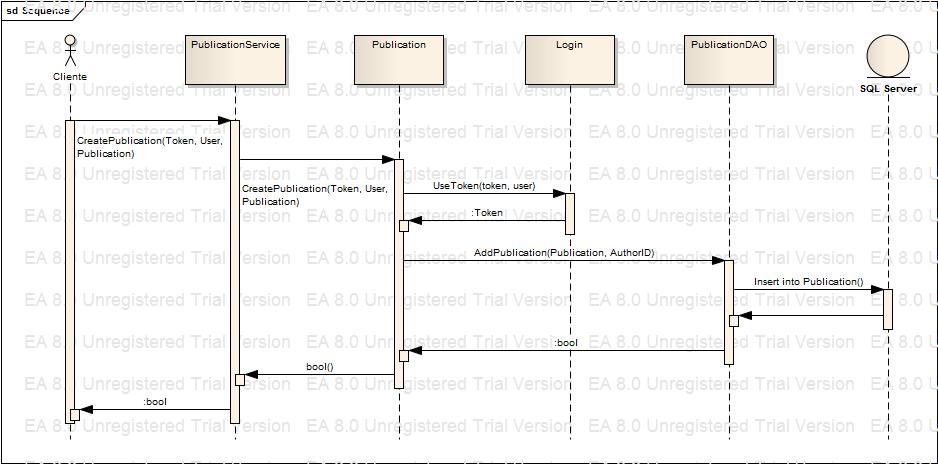 sd Sequense
PublicationService
Publication
Login
PublicationDAO
Cliente
SQL Server
CreatePublication(Token, User,
Publication)
CreatePublication(Token, User,
Publication)
UseToken(token, user)
:Token
AddPublication(Publication, AuthorID)
Insert into Publication()
:bool
bool()
:bool
EA 8.0 Unregistered Trial Version